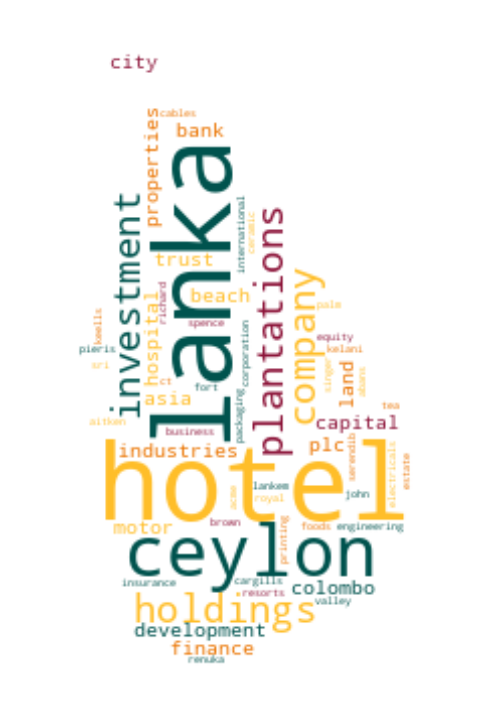 city
cables
properties
bank
lanka
investment
international
ceramic
plantations
trust
company
hospital
richard
beach
pale
keells
spence
corporation
equity
pieris
kelani
sri
ct
fort
singer
land
abans
asia
packaging
tea
aitken
capital
business
industries
plc
serendib
hotel
electricals
estate
lankem
acme
royal
john
motor
brown
printing
foods
engineering
ceylon
insurance
cargills
colombo
resorts
valley
holdings
development
finance
renuka